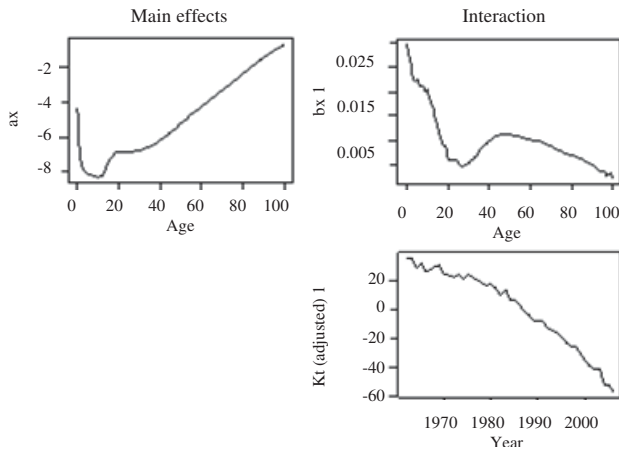 Main effects
ax
-2
-4
-6
-8
0 20 40 60 80 100
Age
Interaction
bx 1
0.025
0.015
0.005
0 20 40 60 80 100
Age
Kt (adjusted) 1
20
0
-20
-40
-60
1970 1980 1990 2000
Year